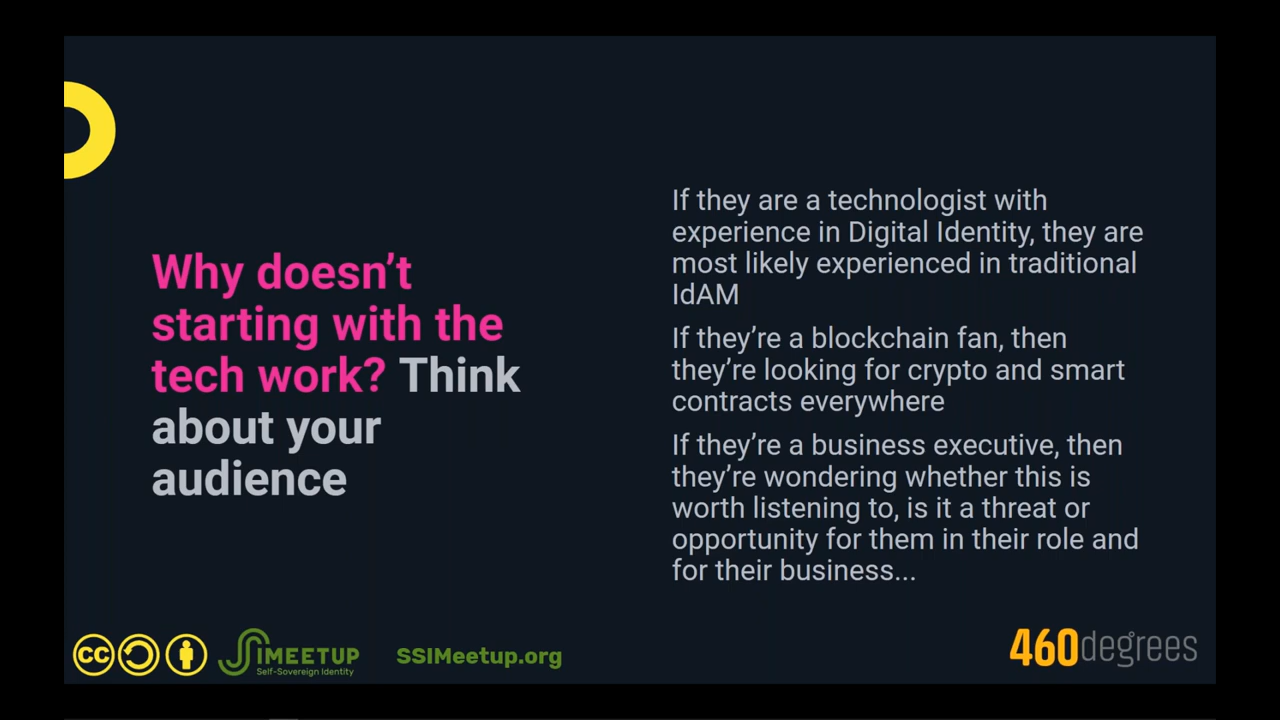 Why doesn’t
starting with the
tech work? Think
about your
audience
If they are a technologist with
experience in Digital Identity, they are
most likely experienced in traditional
IdAM
If they’re a blockchain fan, then
they’re looking for crypto and smart
contracts everywhere
If they’re a business executive, then
they’re wondering whether this is
worth listening to, is it a threat or
opportunity for them in their role and
for their business...
CC
SSIMEETUP
Self-Sovereign Identity
SSIMeetup.org
460degrees